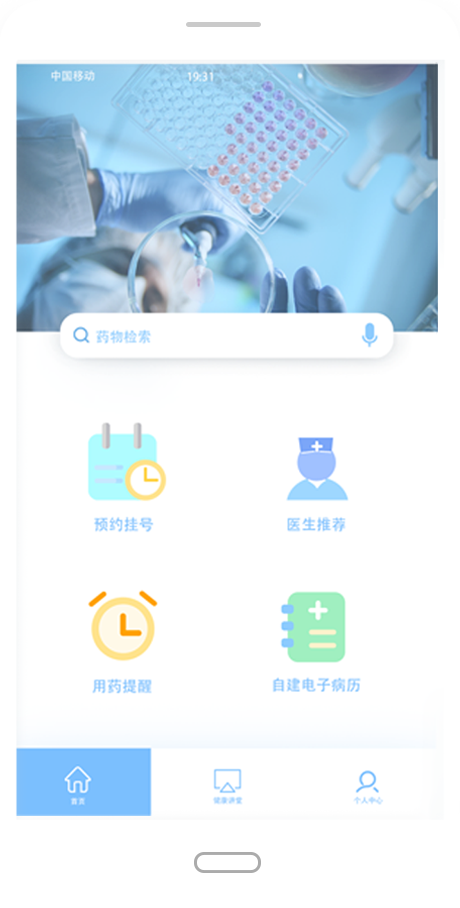 中国移动 19:31
药物检索
预约挂号 医生推荐
用药提醒 自建电子病历
首页 健康讲堂 个人中心